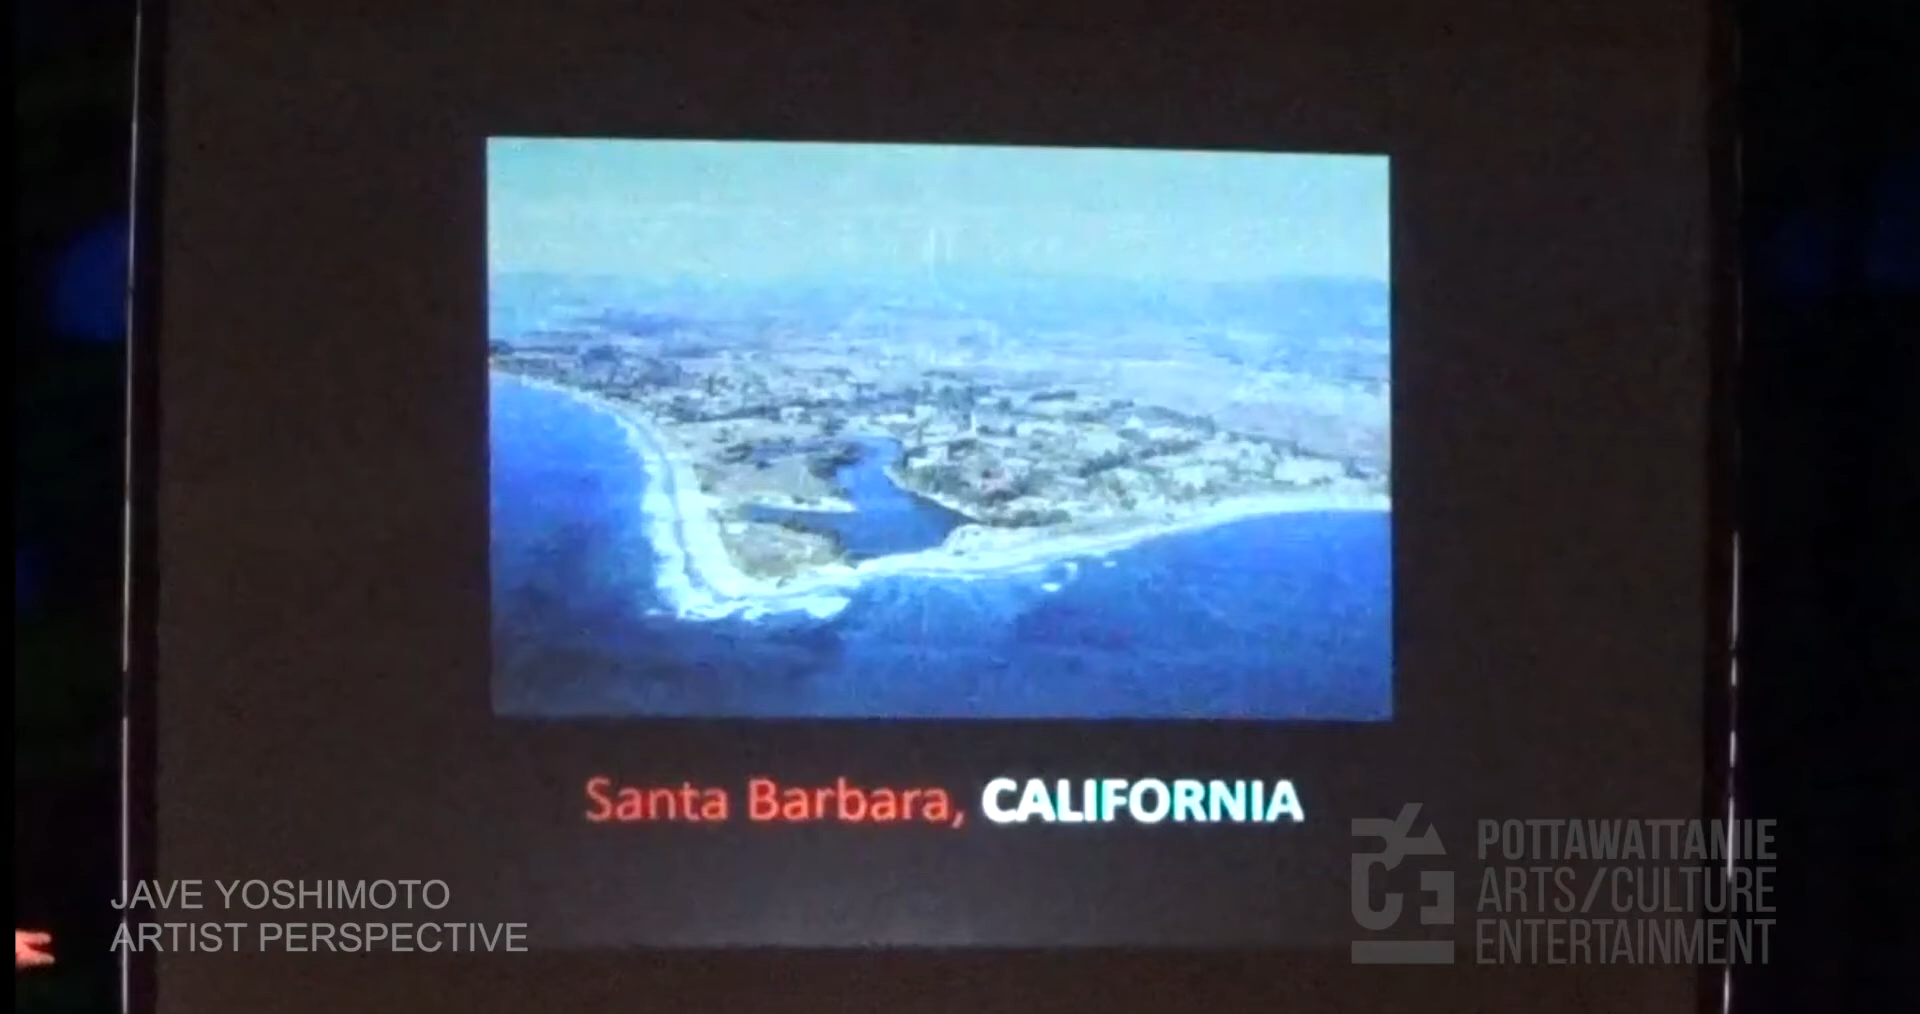 Santa Barbara, CALIFORNIA
JAVE YOSHIMOTO
ARTIST PERSPECTIVE
POTTAWATTAMIE
ARTS/CULTURE
ENTERTAINMENT